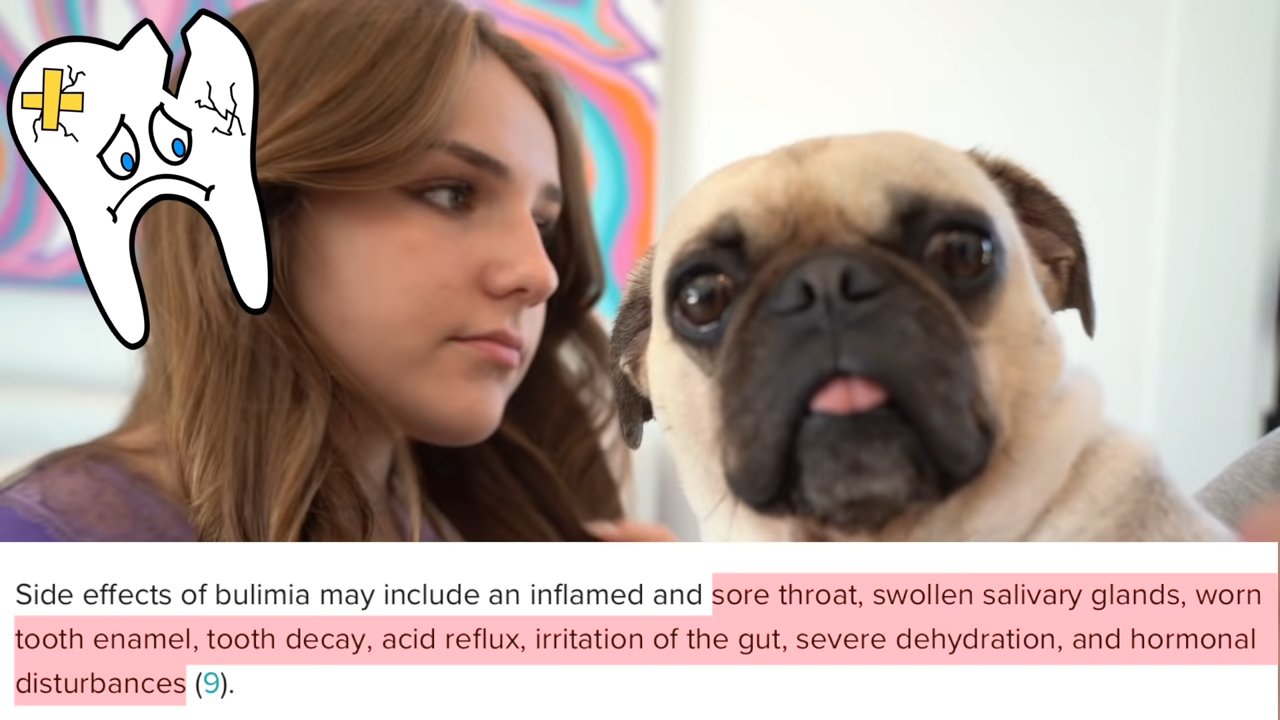 Side effects of bulimia may include an inflamed and sore throat, swollen salivary glands, worn
tooth enamel, tooth decay, acid reflux, irritation of the gut, severe dehydration, and hormonal
disturbances (9).